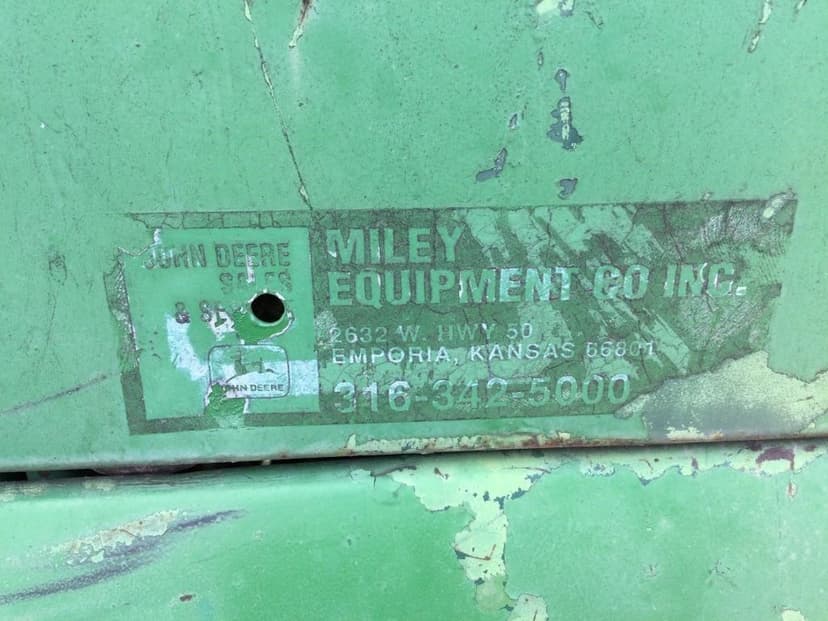 JOHN DEERE
SALES
& SE
JOHN DEERE
MILEY
EQUIPMENT CO INC.
2632 W. HWY 50
EMPORIA, KANSAS 66801
316-342-5000